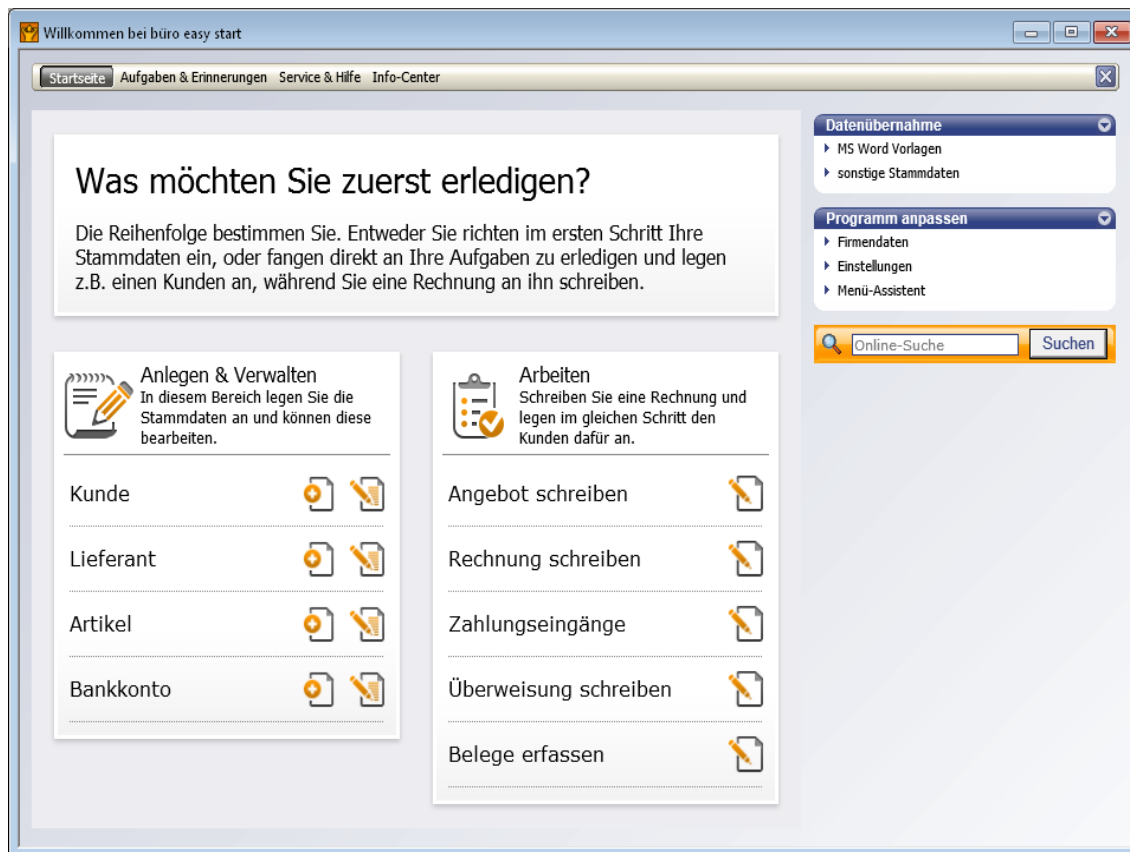 Willkommen bei büro easy start
Startseite Aufgaben & Erinnerungen Service & Hilfe Info-Center
Was möchten Sie zuerst erledigen?
Die Reihenfolge bestimmen Sie. Entweder Sie richten im ersten Schritt Ihre
Stammdaten ein, oder fangen direkt an Ihre Aufgaben zu erledigen und legen
z.B. einen Kunden an, während Sie eine Rechnung an ihn schreiben.
Anlegen & Verwalten
In diesem Bereich legen Sie die
Stammdaten an und können diese
bearbeiten.
Kunde
Lieferant
Artikel
Bankkonto
Arbeiten
Schreiben Sie eine Rechnung und
legen im gleichen Schritt den
Kunden dafür an.
Angebot schreiben
Rechnung schreiben
Zahlungseingänge
Überweisung schreiben
Belege erfassen
Datenübernahme
MS Word Vorlagen
sonstige Stammdaten
Programm anpassen
Firmendaten
Einstellungen
Menü-Assistent
Online-Suche Suchen